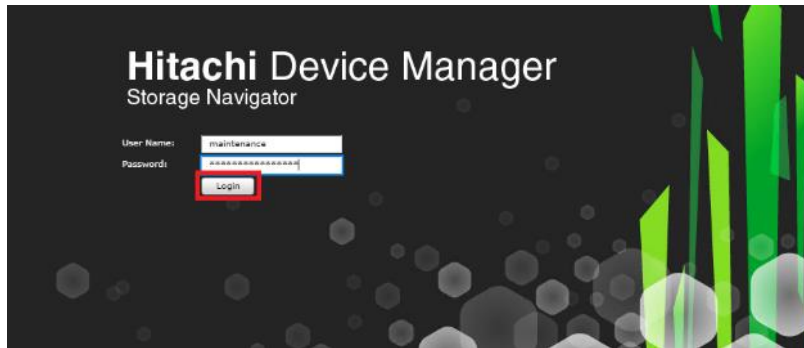 Hitachi Device Manager
Storage Navigator
User Name: maintenance
Password: ****************
Login